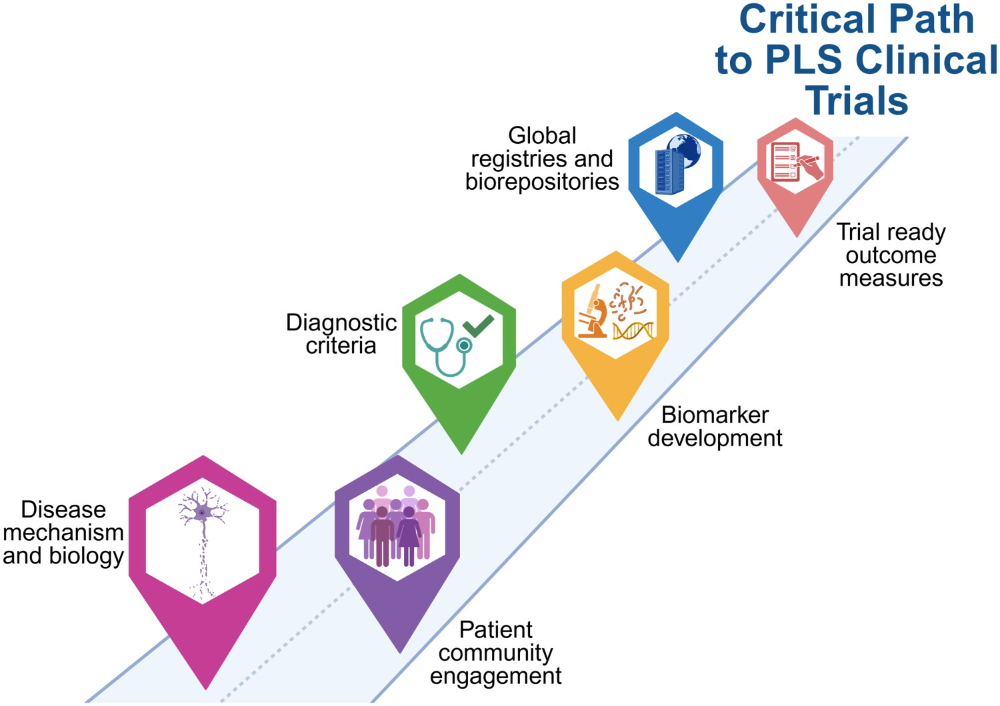 Critical Path
to PLS Clinical
Trials
Global
registries and
biorepositories
Trial ready
outcome
measures
Diagnostic
criteria
Biomarker
development
Disease
mechanism
and biology
Patient
community
engagement